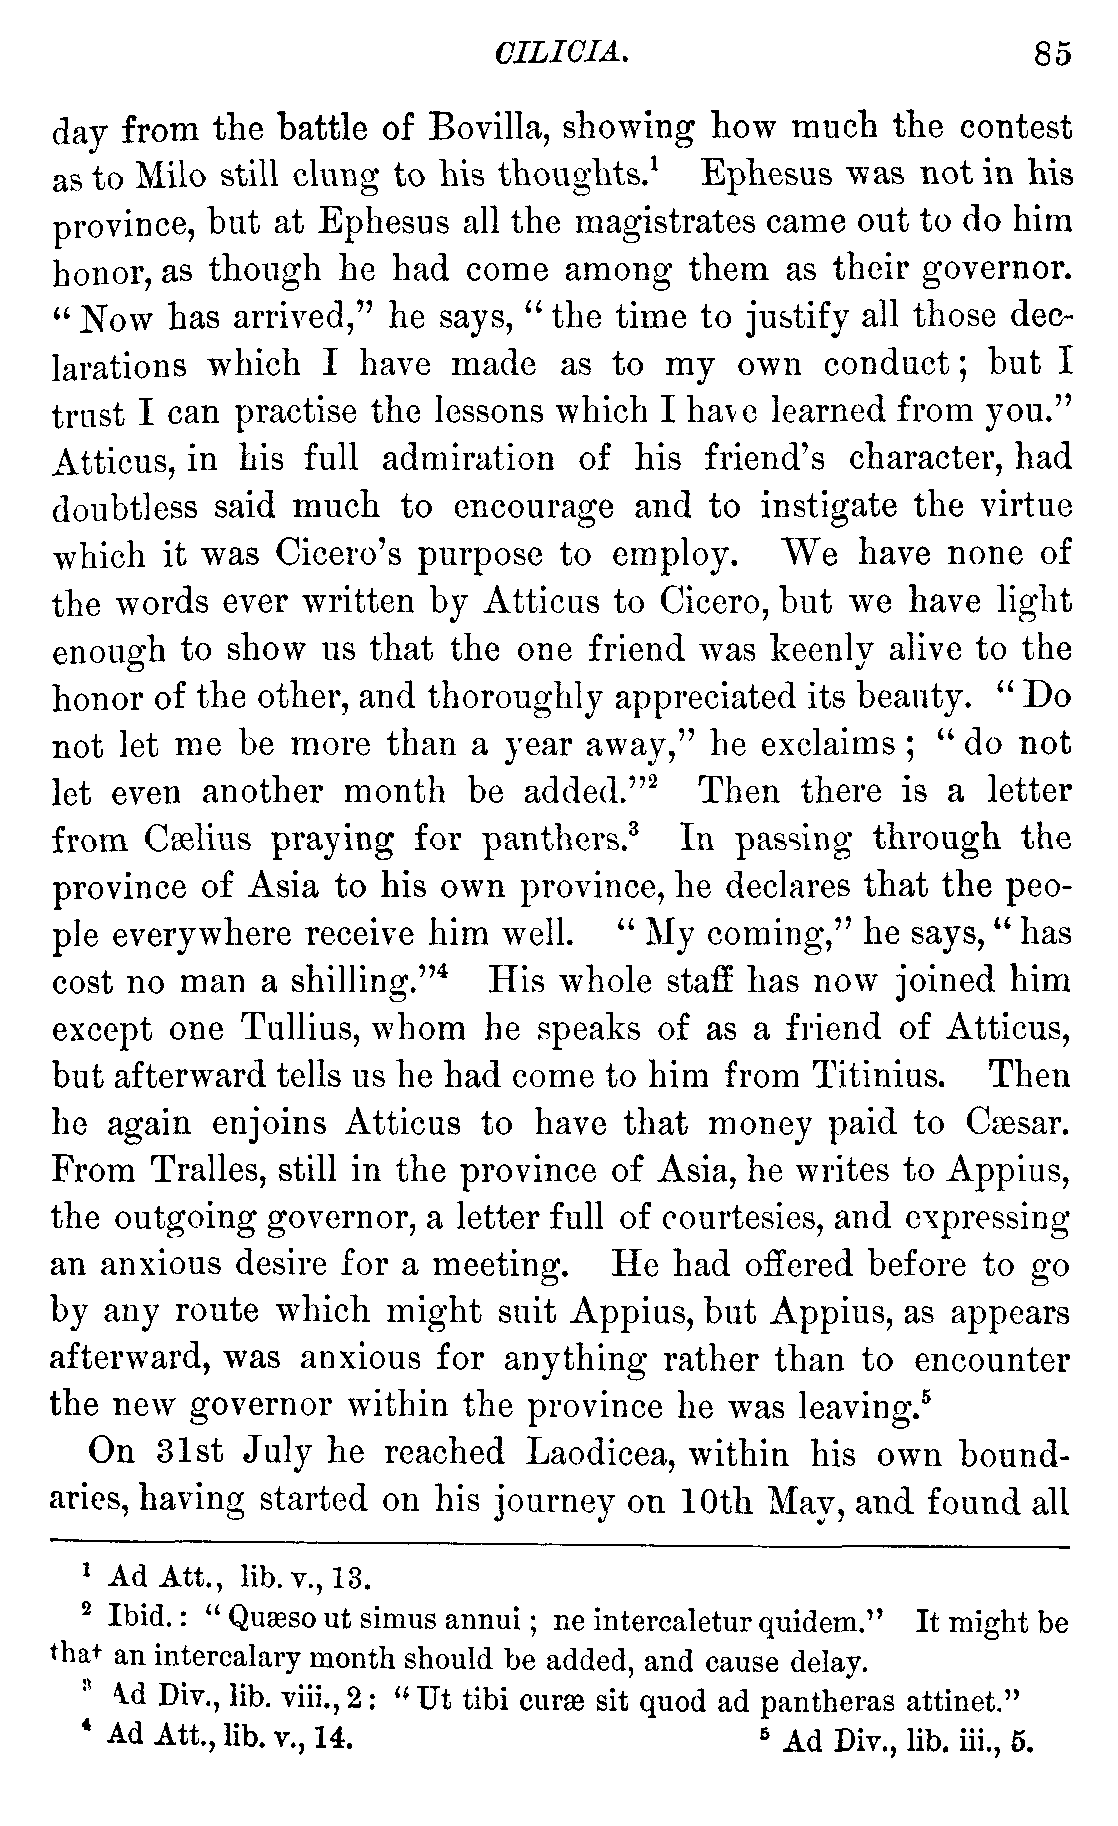 CILICIA. 85
day from the battle of Bovilla, showing how much the contest
as to Milo still clung to his thoughts.¹ Ephesus was not in his
province, but at Ephesus all the magistrates came out to do him
honor, as though he had come among them as their governor.
“Now has arrived,” he says, “the time to justify all those dec-
larations which I have made as to my own conduct; but I
trust I can practise the lessons which I have learned from you.”
Atticus, in his full admiration of his friend’s character, had
doubtless said much to encourage and to instigate the virtue
which it was Cicero’s purpose to employ. We have none of
the words ever written by Atticus to Cicero, but we have light
enough to show us that the one friend was keenly alive to the
honor of the other, and thoroughly appreciated its beauty. “Do
not let me be more than a year away,” he exclaims; “do not
let even another month be added.”² Then there is a letter
from Cælius praying for panthers.³ In passing through the
province of Asia to his own province, he declares that the peo-
ple everywhere receive him well. “My coming,” he says, “has
cost no man a shilling.”⁴ His whole staff has now joined him
except one Tullius, whom he speaks of as a friend of Atticus,
but afterward tells us he had come to him from Titinius. Then
he again enjoins Atticus to have that money paid to Cæsar.
From Tralles, still in the province of Asia, he writes to Appius,
the outgoing governor, a letter full of courtesies, and expressing
an anxious desire for a meeting. He had offered before to go
by any route which might suit Appius, but Appius, as appears
afterward, was anxious for anything rather than to encounter
the new governor within the province he was leaving.⁵
On 31st July he reached Laodicea, within his own bound-
aries, having started on his journey on 10th May, and found all
¹ Ad Att., lib. v., 13.
² Ibid.: “Quæso ut simus annui; ne intercaletur quidem.” It might be
that an intercalary month should be added, and cause delay.
³ Ad Div., lib. viii., 2: “Ut tibi curæ sit quod ad pantheras attinet.”
⁴ Ad Att., lib. v., 14. ⁵ Ad Div., lib. iii., 5.